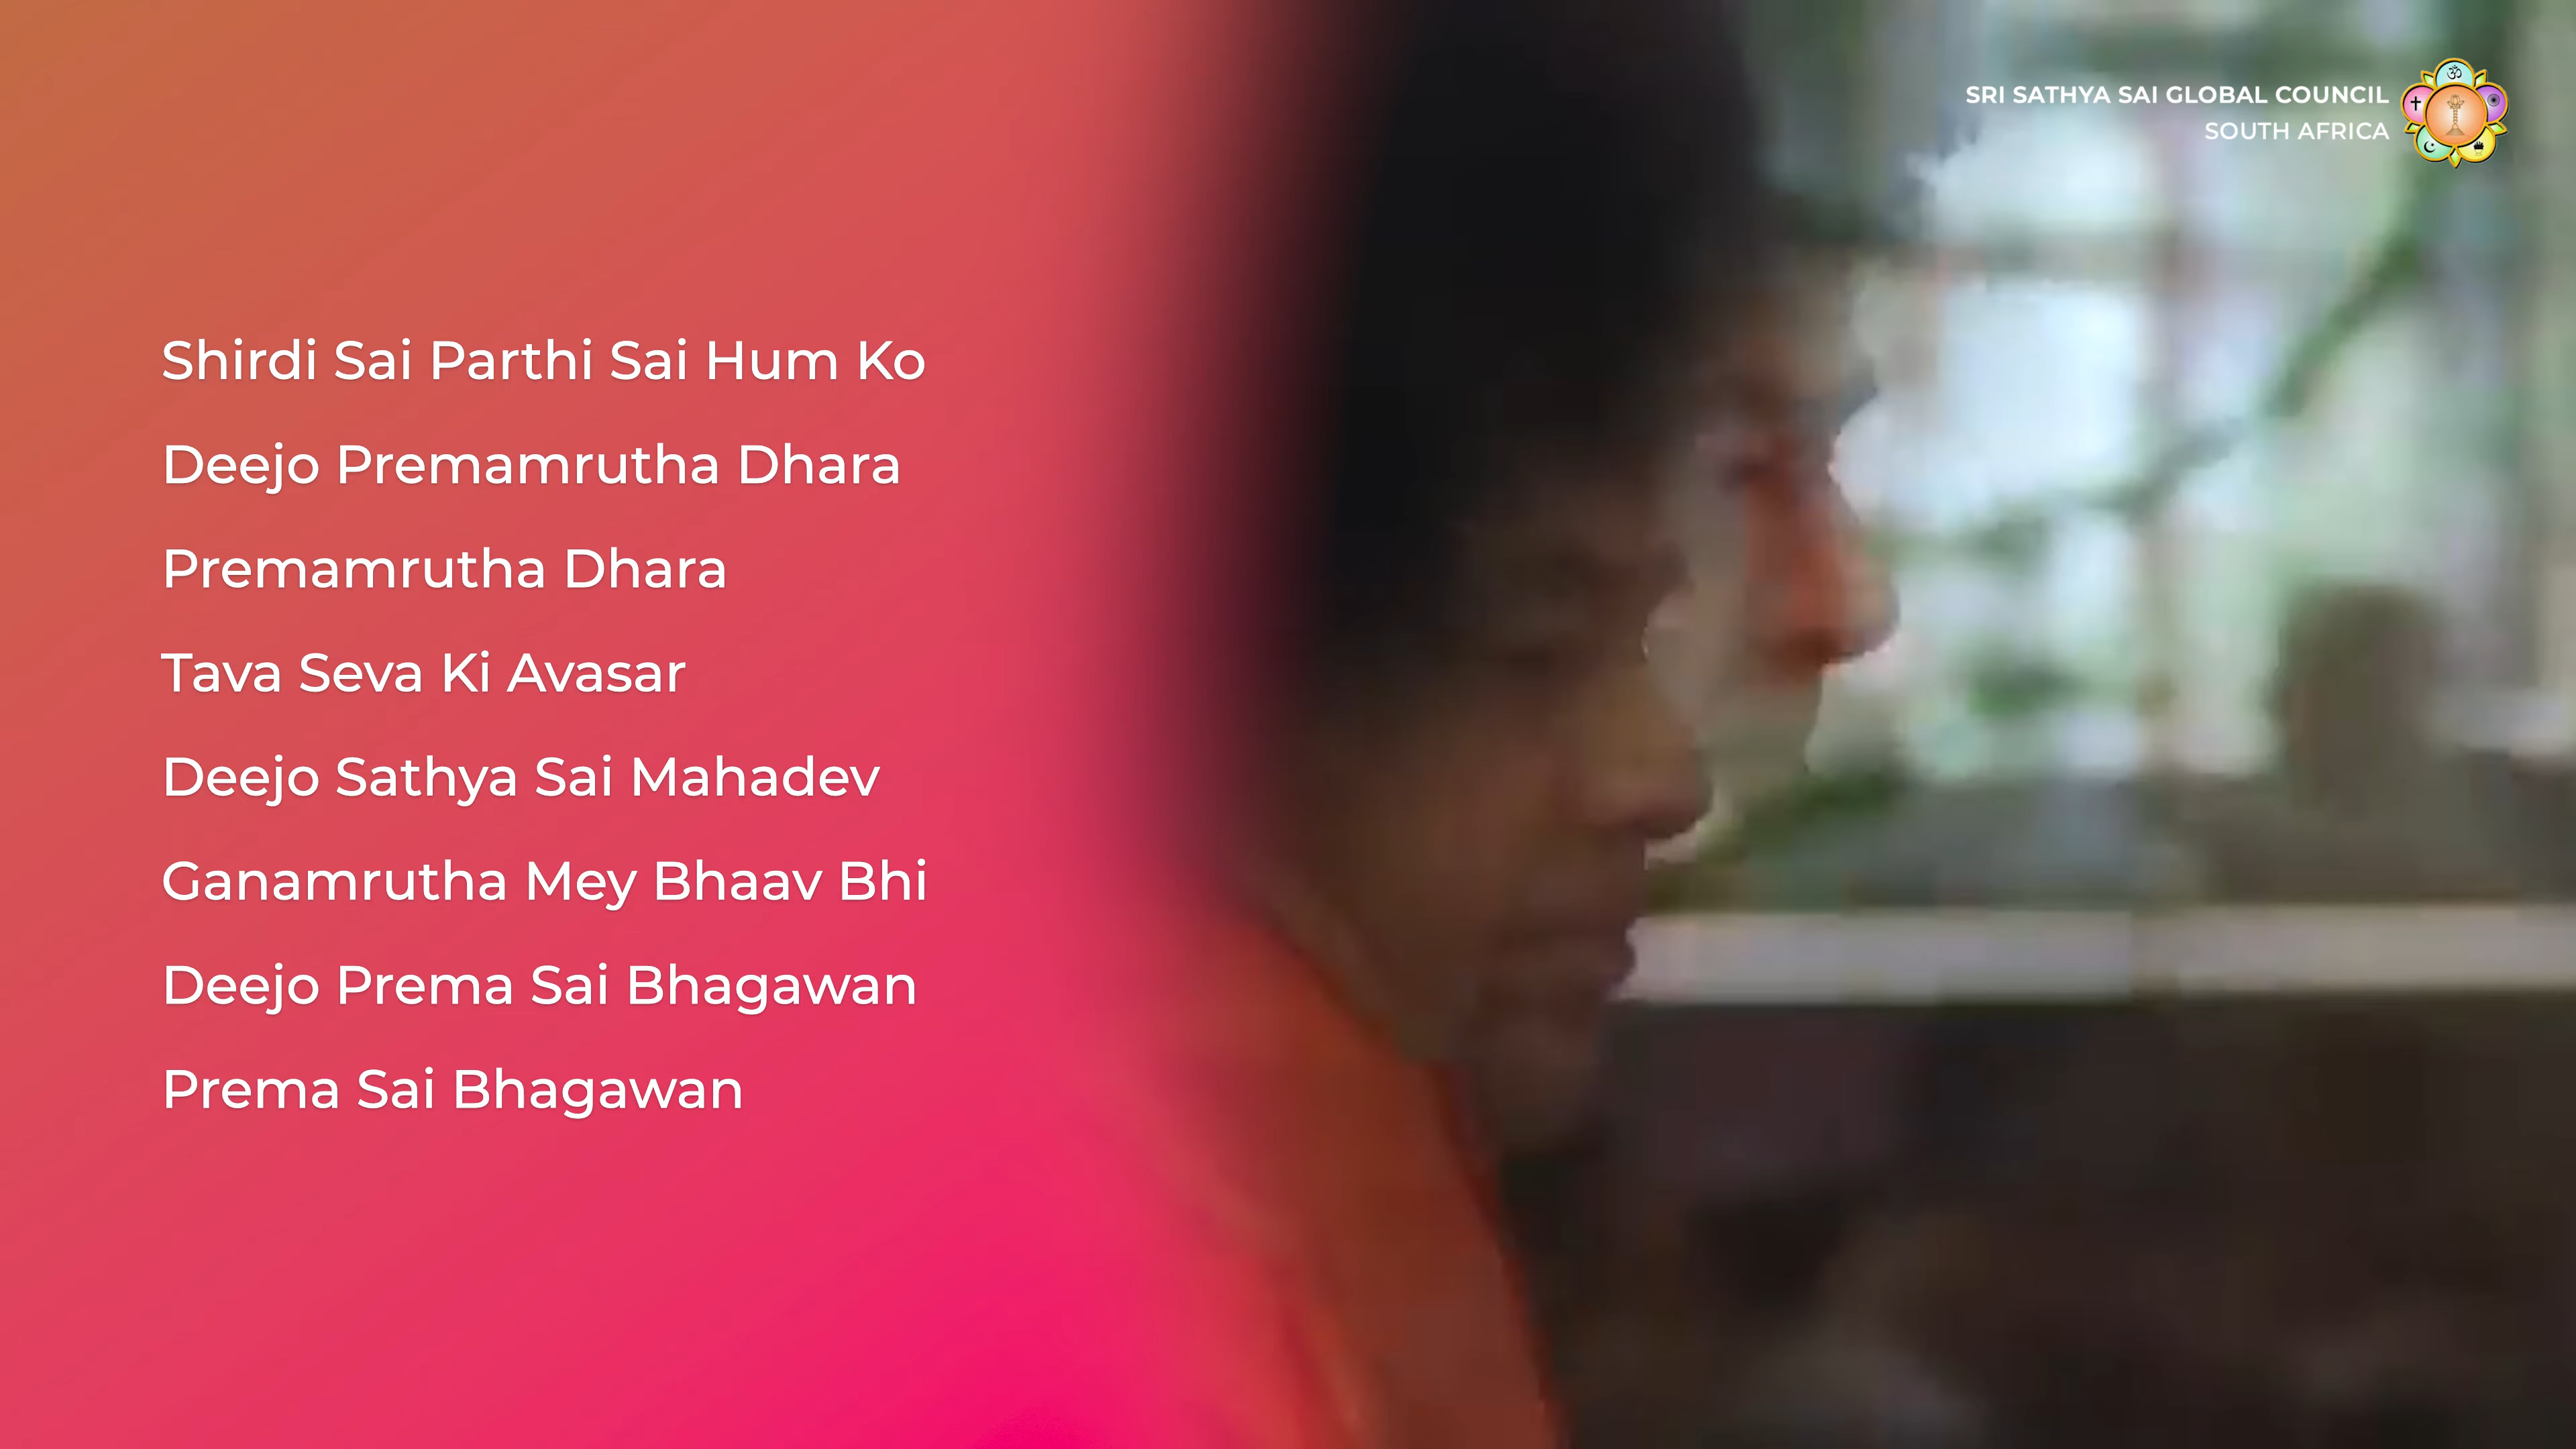 SRI SATHYA SAI GLOBAL COUNCIL
SOUTH AFRICA
Shirdi Sai Parthi Sai Hum Ko
Deejo Premamrutha Dhara
Premamrutha Dhara
Tava Seva Ki Avasar
Deejo Sathya Sai Mahadev
Ganamrutha Mey Bhaav Bhi
Deejo Prema Sai Bhagawan
Prema Sai Bhagawan